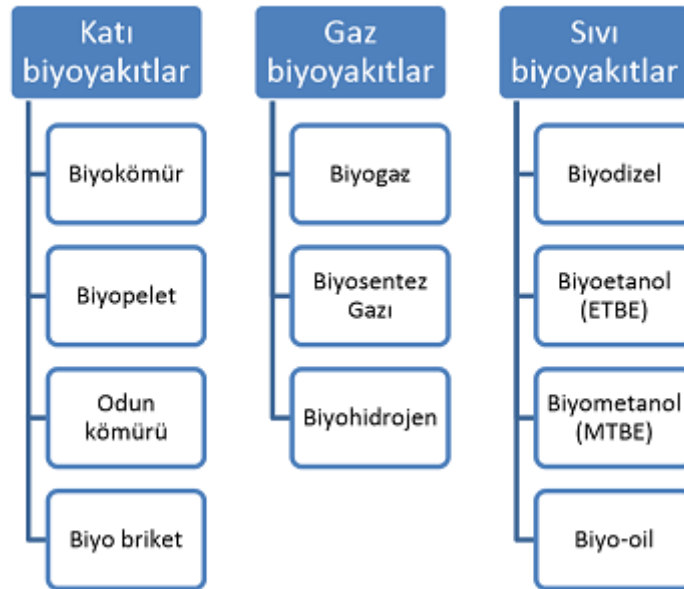 Katı
biyoyakıtlar
Biyokömür
Biyopelet
Odun
kömürü
Biyo briket
Gaz
biyoyakıtlar
Biyogaz
Biyosentez
Gazı
Biyohidrojen
Sıvı
biyoyakıtlar
Biyodizel
Biyoetanol
(ETBE)
Biyometanol
(MTBE)
Biyo-oil